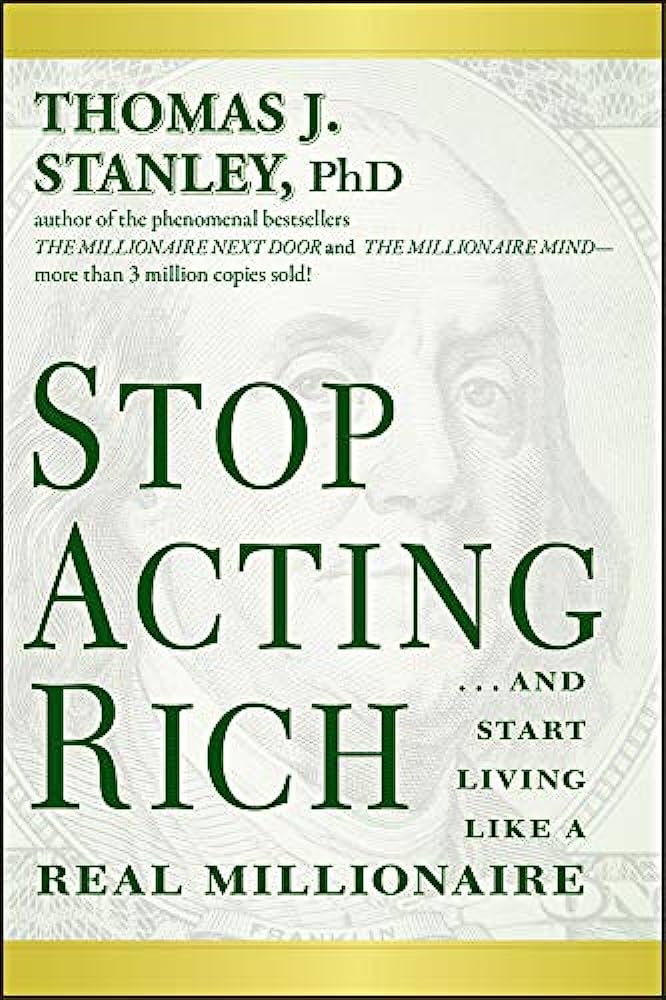 THOMAS J.
STANLEY, PhD
author of the phenomenal bestsellers
THE MILLIONAIRE NEXT DOOR and THE MILLIONAIRE MIND—
more than 3 million copies sold!
STOP
ACTING
RICH
...AND
START
LIVING
LIKE A
REAL MILLIONAIRE
FRANKLIN